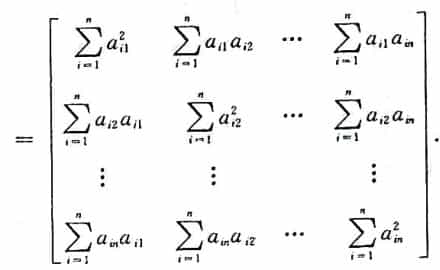 $$= \begin{bmatrix} \sum_{i=1}^{n} a_{i1}^{2} & \sum_{i=1}^{n} a_{i1} a_{i2} & \cdots & \sum_{i=1}^{n} a_{i1} a_{in} \\ \sum_{i=1}^{n} a_{i2} a_{i1} & \sum_{i=1}^{n} a_{i2}^{2} & \cdots & \sum_{i=1}^{n} a_{i2} a_{in} \\ \vdots & \vdots & & \vdots \\ \sum_{i=1}^{n} a_{in} a_{i1} & \sum_{i=1}^{n} a_{in} a_{i2} & \cdots & \sum_{i=1}^{n} a_{in}^{2} \end{bmatrix}.$$